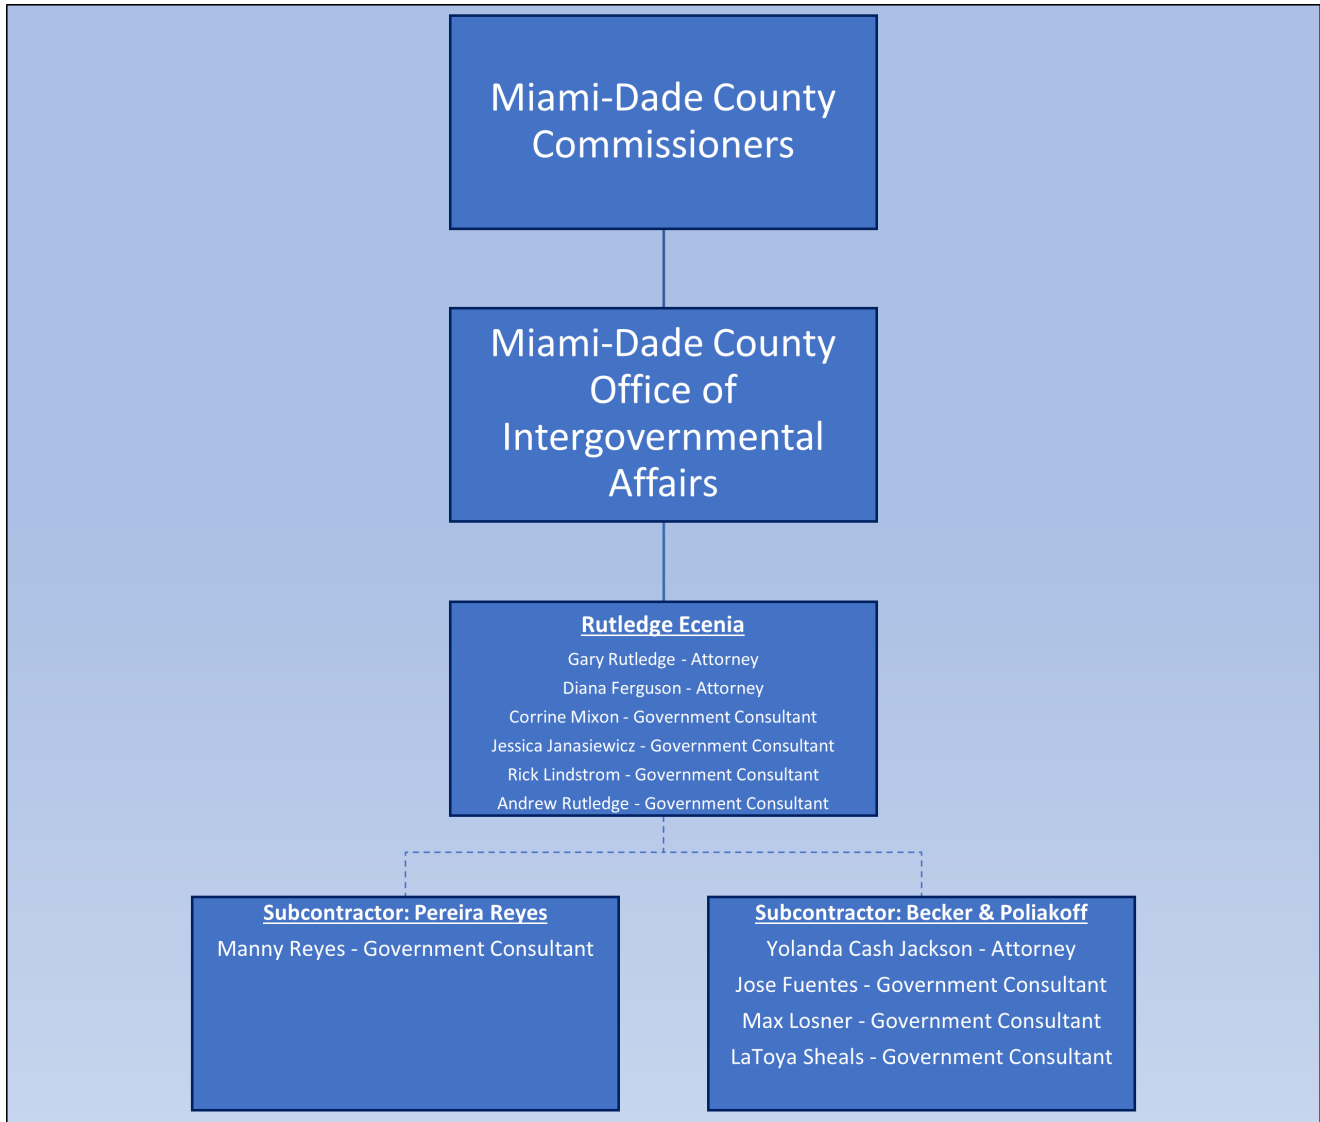 Miami-Dade County
Commissioners
Miami-Dade County
Office of
Intergovernmental
Affairs
Rutledge Ecenia
Gary Rutledge - Attorney
Diana Ferguson - Attorney
Corrine Mixon - Government Consultant
Jessica Janasiewicz - Government Consultant
Rick Lindstrom - Government Consultant
Andrew Rutledge - Government Consultant
Subcontractor: Pereira Reyes
Manny Reyes - Government Consultant
Subcontractor: Becker & Poliakoff
Yolanda Cash Jackson - Attorney
Jose Fuentes - Government Consultant
Max Losner - Government Consultant
LaToya Sheals - Government Consultant